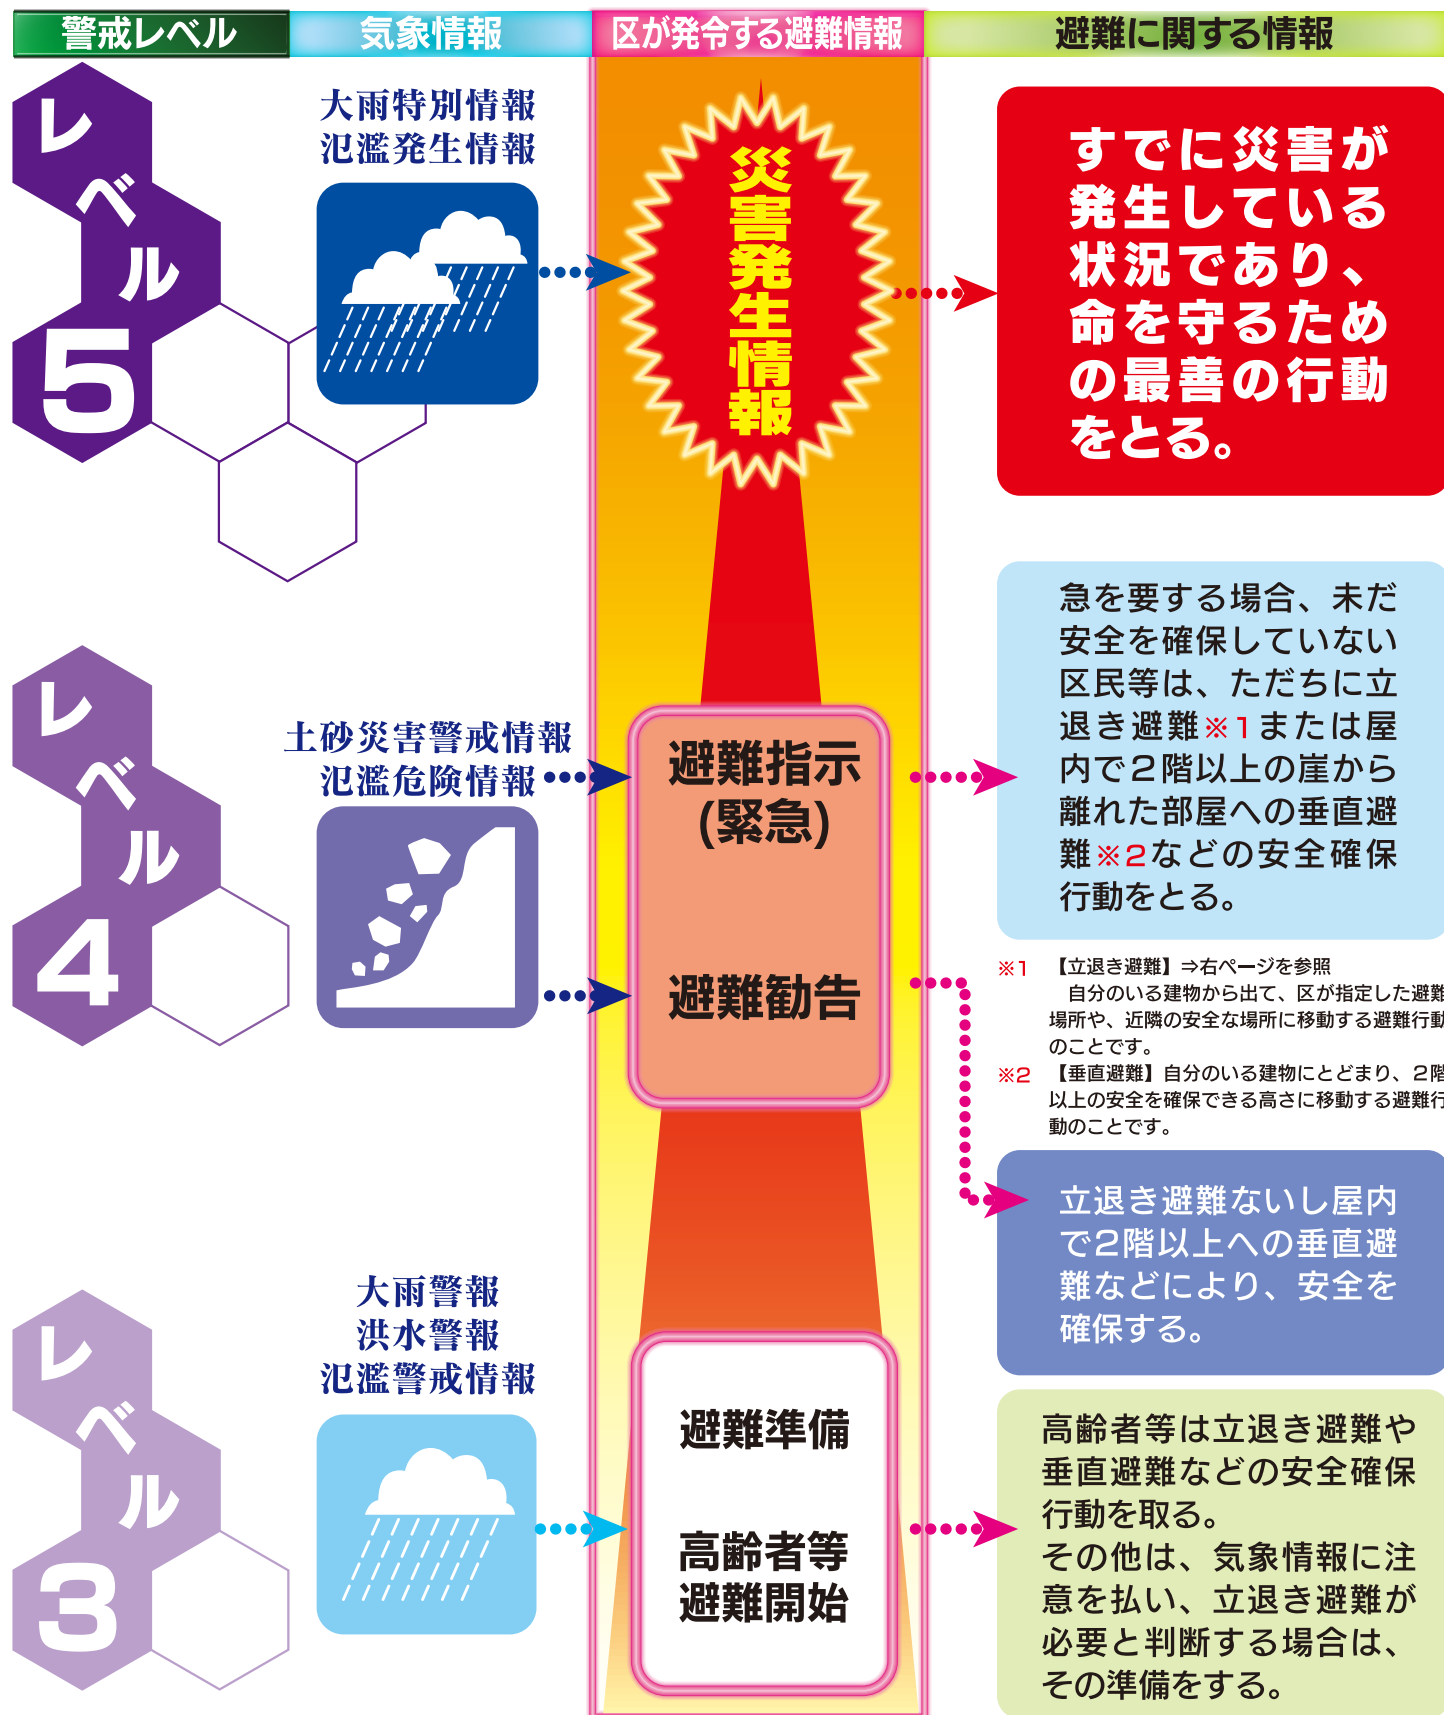 警戒レベル
気象情報
区が発令する避難情報
避難に関する情報
レベル
5
大雨特別情報
氾濫発生情報
災害発生情報
すでに災害が
発生している
状況であり、
命を守るため
の最善の行動
をとる。
レベル
4
土砂災害警戒情報
氾濫危険情報
避難指示
(緊急)
避難勧告
急を要する場合、未だ
安全を確保していない
区民等は、ただちに立
退き避難※1または屋
内で2階以上の崖から
離れた部屋への垂直避
難※2などの安全確保
行動をとる。
※1 【立退き避難】⇒右ページを参照
自分のいる建物から出て、区が指定した避難
場所や、近隣の安全な場所に移動する避難行動
のことです。
※2 【垂直避難】自分のいる建物にとどまり、2階
以上の安全を確保できる高さに移動する避難行
動のことです。
立退き避難ないし屋内
で2階以上への垂直避
難などにより、安全を
確保する。
レベル
3
大雨警報
洪水警報
氾濫警戒情報
避難準備
高齢者等
避難開始
高齢者等は立退き避難や
垂直避難などの安全確保
行動を取る。
その他は、気象情報に注
意を払い、立退き避難が
必要と判断する場合は、
その準備をする。